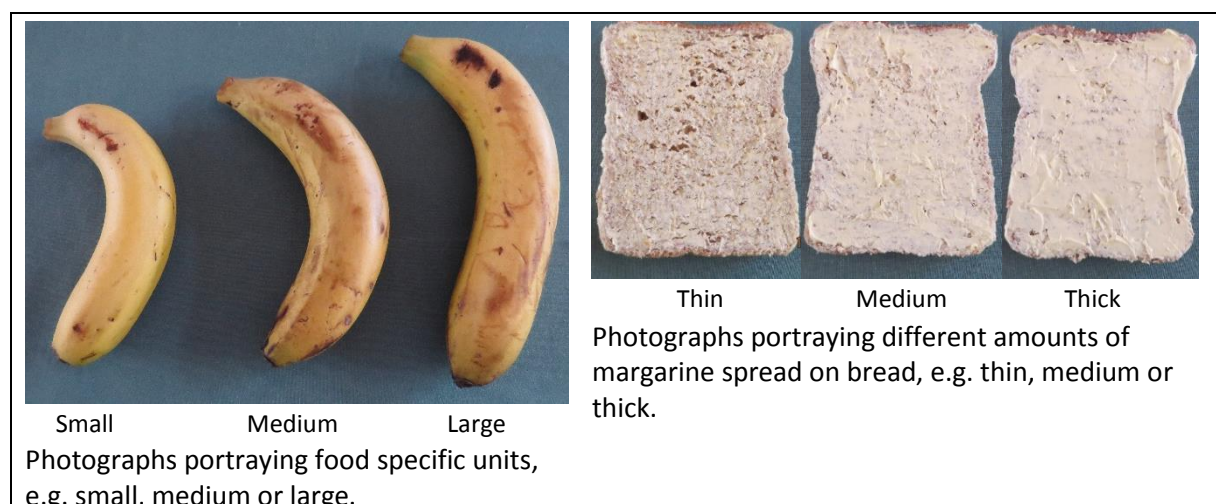 Small Medium Large
Photographs portraying food specific units,
e.g. small, medium or large.
Thin Medium Thick
Photographs portraying different amounts of
margarine spread on bread, e.g. thin, medium or
thick.